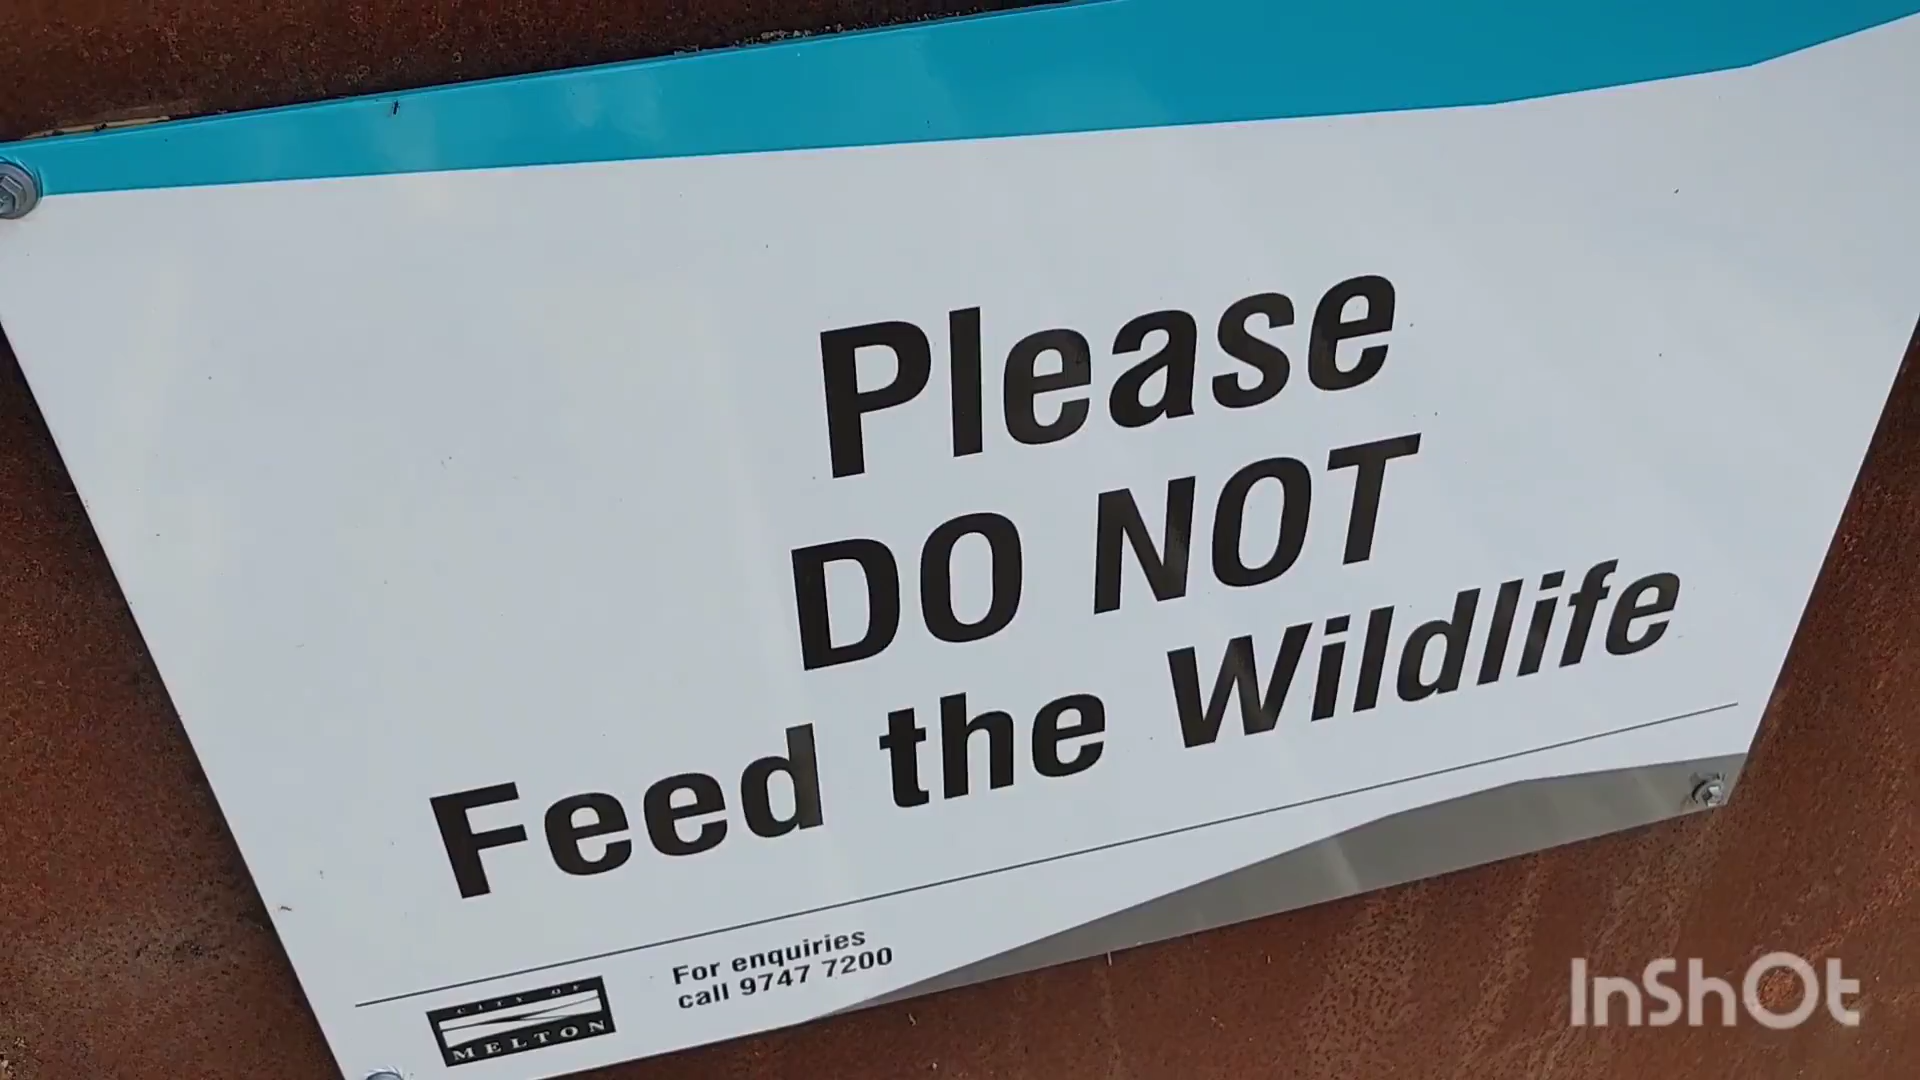 Please
DO NOT
Feed the Wildlife
For enquiries
call 9747 7200
CITY OF
MELTON
InShOt